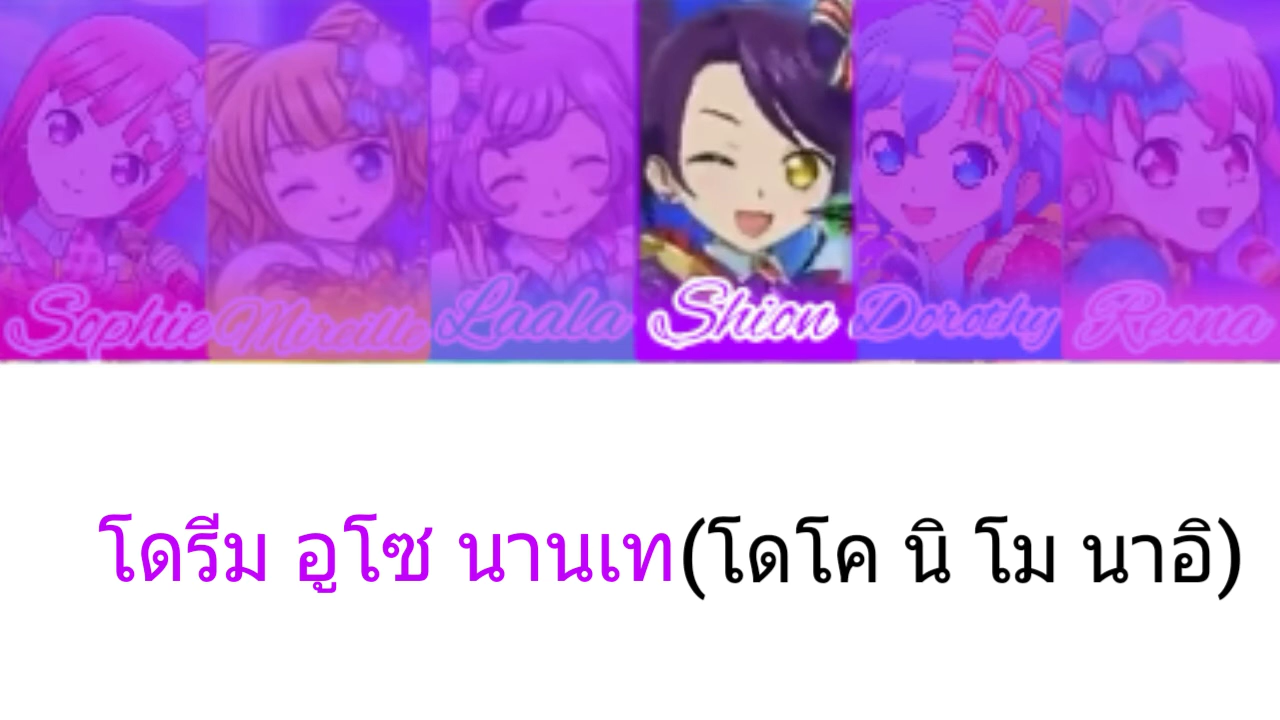 Sophie Mireille Laala Shion Dorothy Reona
โดรีม อูโซ นานเท(โดโค นิ โม นาอิ)